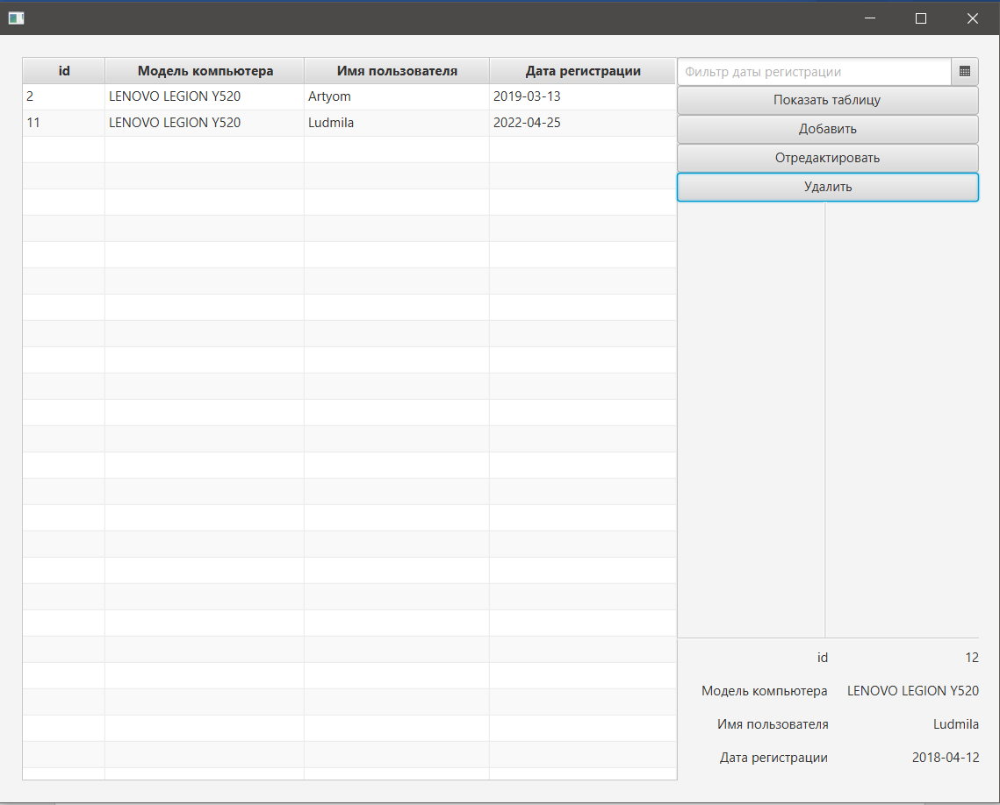 id Модель компьютера Имя пользователя Дата регистрации
2 LENOVO LEGION Y520 Artyom 2019-03-13
11 LENOVO LEGION Y520 Ludmila 2022-04-25
Фильтр даты регистрации
Показать таблицу
Добавить
Отредактировать
Удалить
id 12
Модель компьютера LENOVO LEGION Y520
Имя пользователя Ludmila
Дата регистрации 2018-04-12